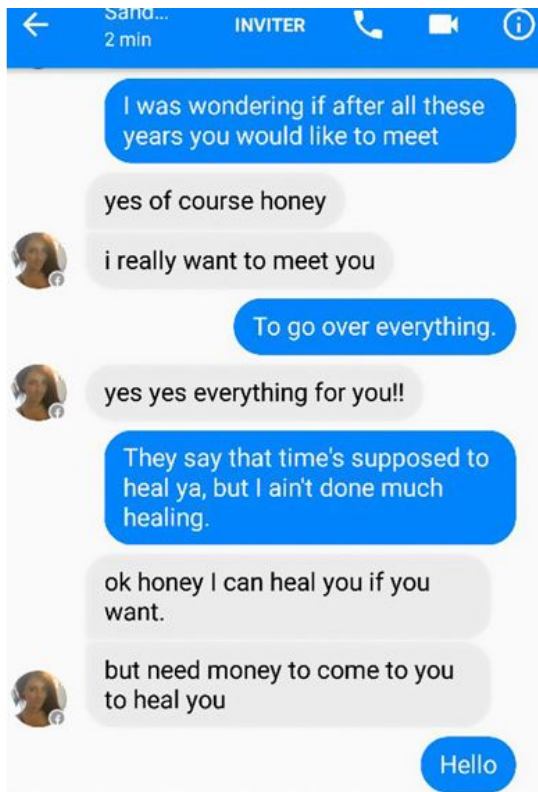 Sand...
2 min
INVITER
I was wondering if after all these
years you would like to meet
yes of course honey
i really want to meet you
To go over everything.
yes yes everything for you!!
They say that time's supposed to
heal ya, but I ain't done much
healing.
ok honey I can heal you if you
want.
but need money to come to you
to heal you
Hello